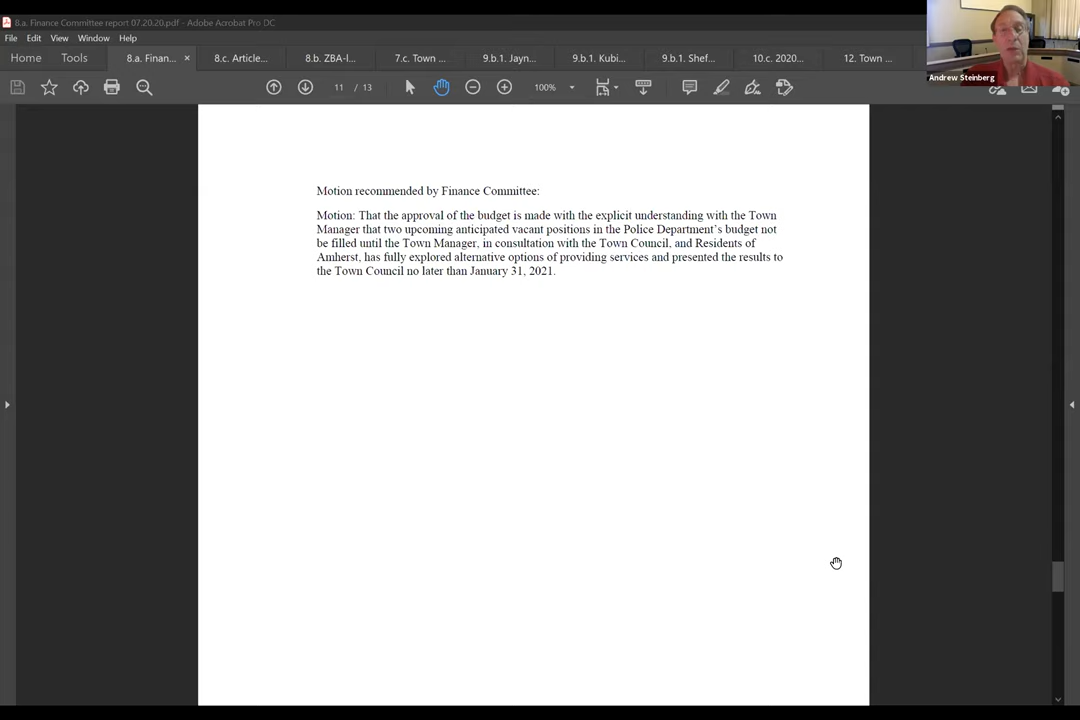 8.a. Finance Committee report 07.20.20.pdf - Adobe Acrobat Pro DC
File Edit View Window Help
Home Tools 8.a. Finan... × 8.c. Article... 8.b. ZBA-l... 7.c. Town ... 9.b.1. Jayn... 9.b.1. Kubi... 9.b.1. Shef... 10.c. 2020... 12. Town ...
11 / 13 100%
Andrew Steinberg
Motion recommended by Finance Committee:
Motion: That the approval of the budget is made with the explicit understanding with the Town
Manager that two upcoming anticipated vacant positions in the Police Department's budget not
be filled until the Town Manager, in consultation with the Town Council, and Residents of
Amherst, has fully explored alternative options of providing services and presented the results to
the Town Council no later than January 31, 2021.